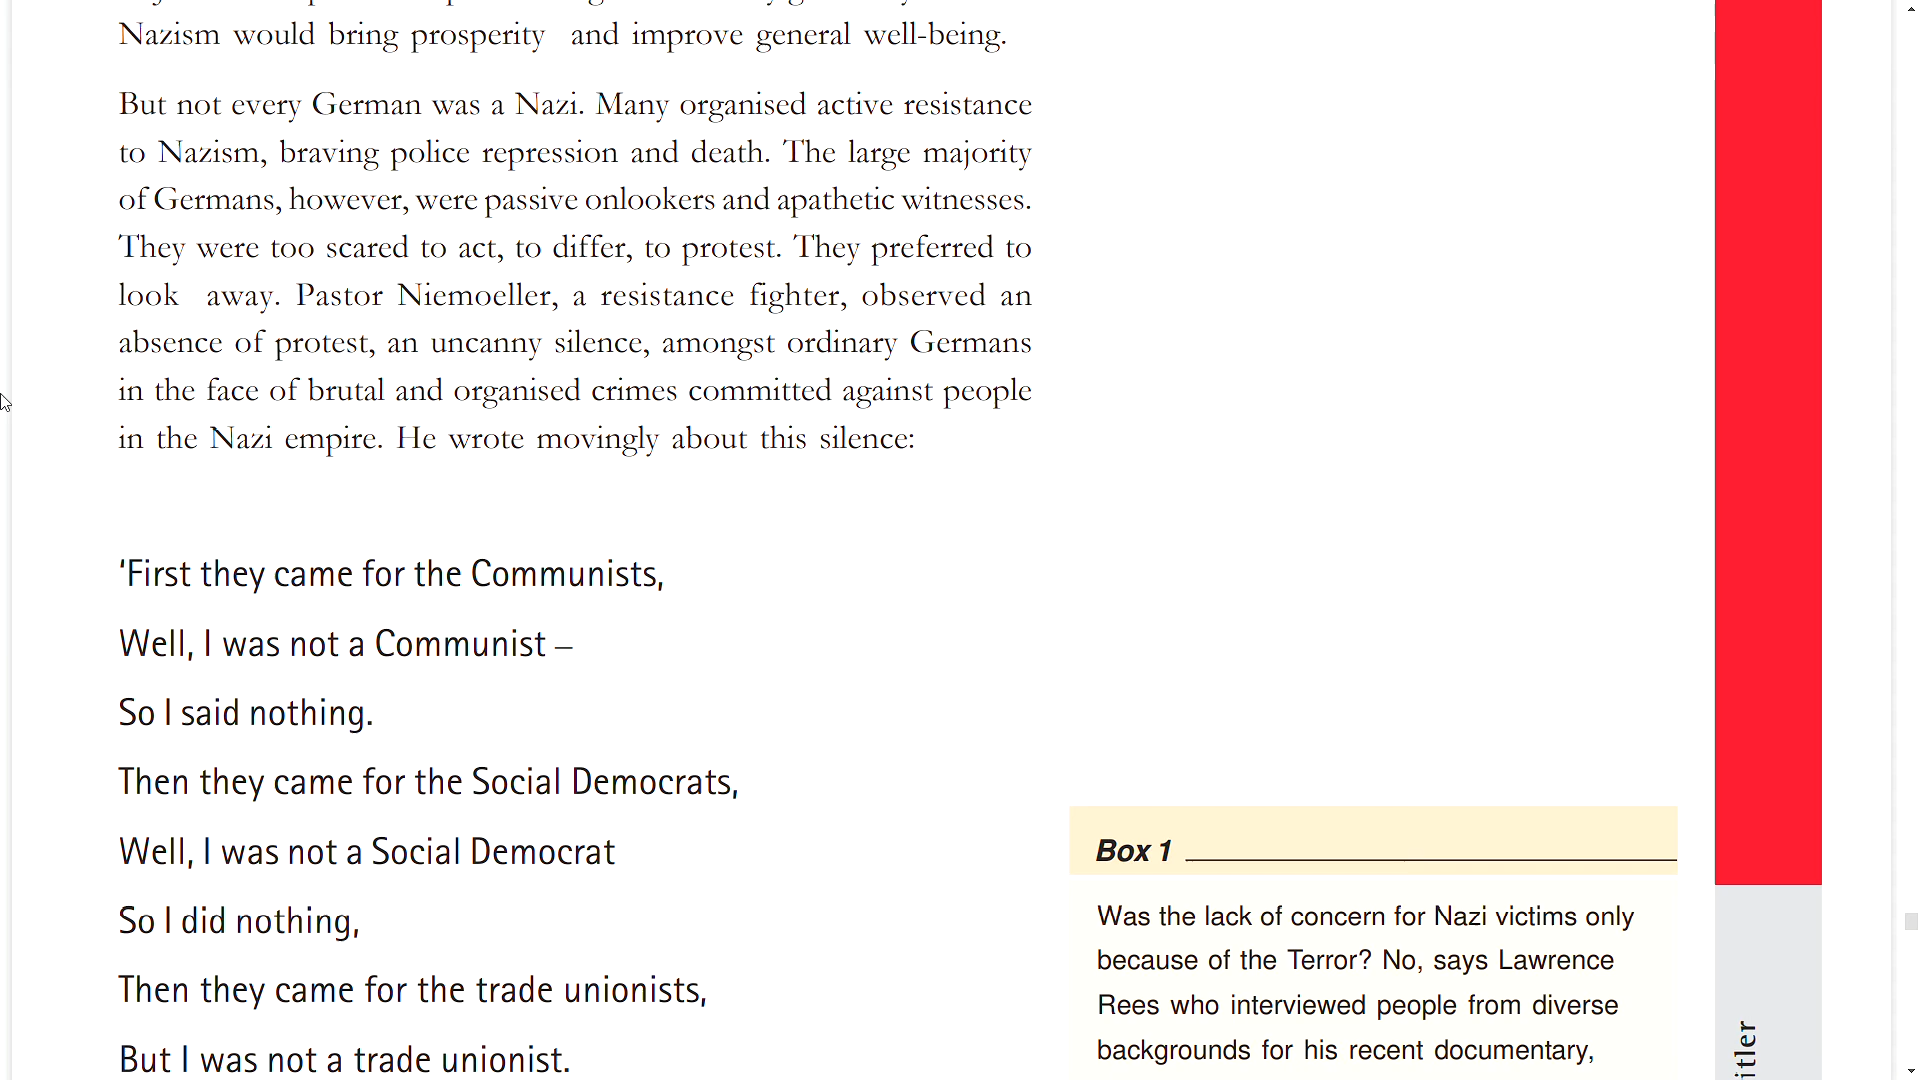 Nazism would bring prosperity and improve general well-being.
But not every German was a Nazi. Many organised active resistance
to Nazism, braving police repression and death. The large majority
of Germans, however, were passive onlookers and apathetic witnesses.
They were too scared to act, to differ, to protest. They preferred to
look away. Pastor Niemoeller, a resistance fighter, observed an
absence of protest, an uncanny silence, amongst ordinary Germans
in the face of brutal and organised crimes committed against people
in the Nazi empire. He wrote movingly about this silence:
‘First they came for the Communists,
Well, I was not a Communist –
So I said nothing.
Then they came for the Social Democrats,
Well, I was not a Social Democrat
So I did nothing,
Then they came for the trade unionists,
But I was not a trade unionist.
Box 1
Was the lack of concern for Nazi victims only
because of the Terror? No, says Lawrence
Rees who interviewed people from diverse
backgrounds for his recent documentary,
itler